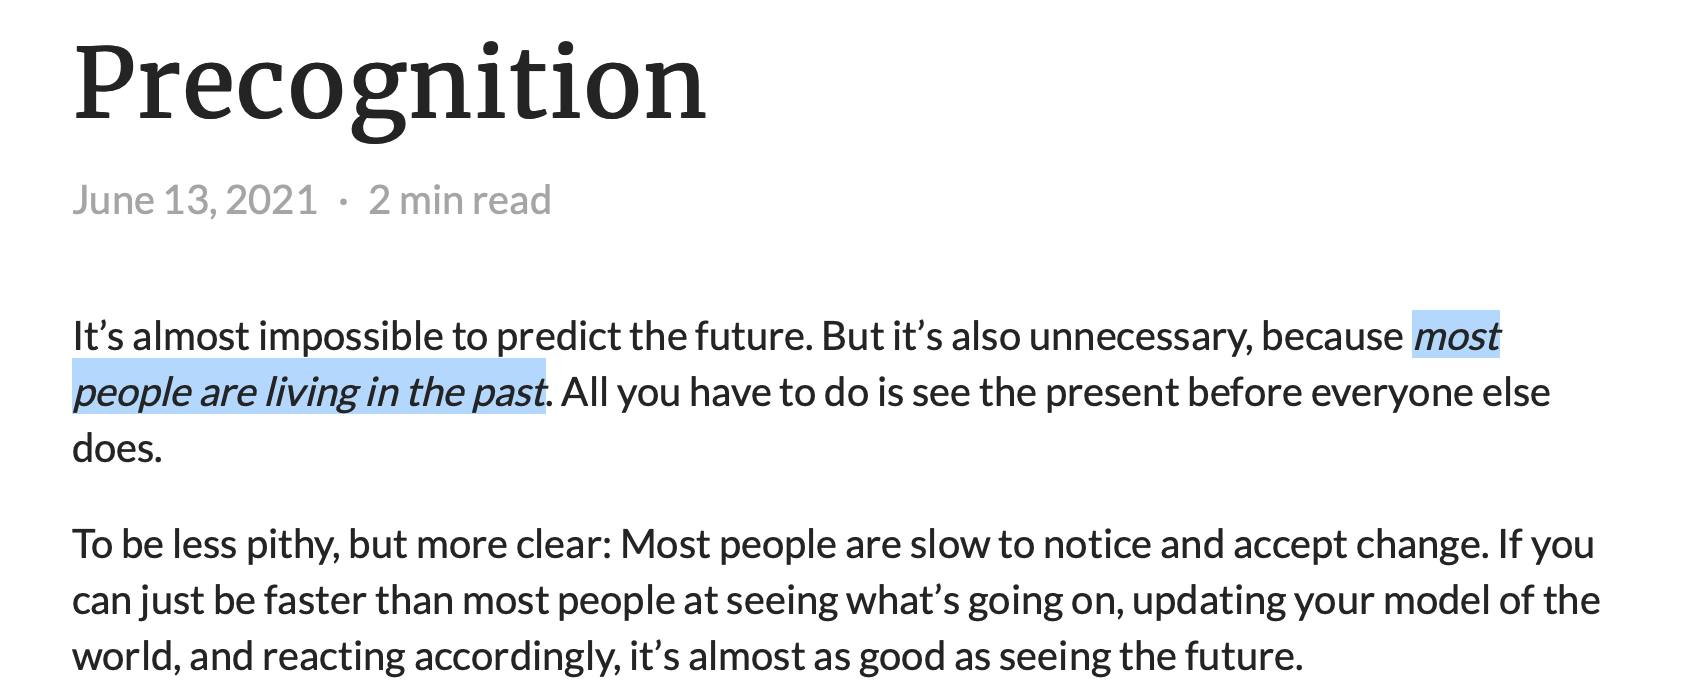 Precognition
June 13, 2021 · 2 min read
It’s almost impossible to predict the future. But it’s also unnecessary, because most
people are living in the past. All you have to do is see the present before everyone else
does.
To be less pithy, but more clear: Most people are slow to notice and accept change. If you
can just be faster than most people at seeing what’s going on, updating your model of the
world, and reacting accordingly, it’s almost as good as seeing the future.